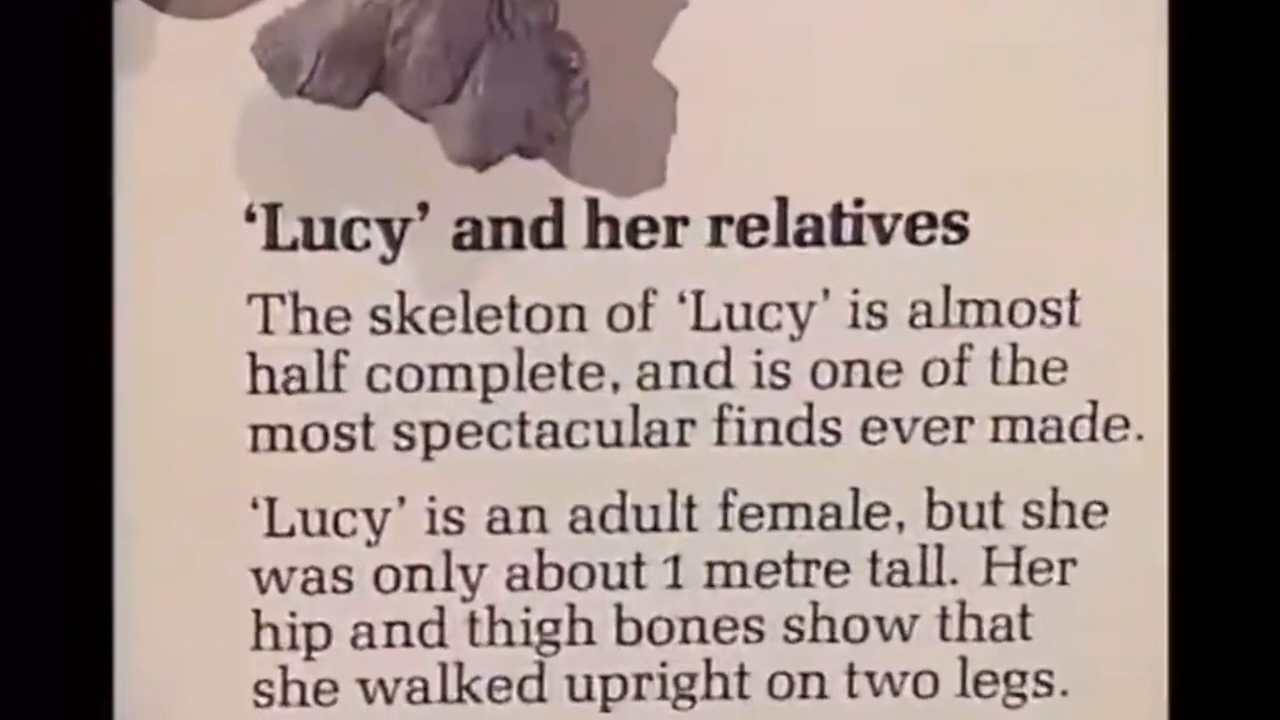 ‘Lucy’ and her relatives
The skeleton of ‘Lucy’ is almost
half complete, and is one of the
most spectacular finds ever made.
‘Lucy’ is an adult female, but she
was only about 1 metre tall. Her
hip and thigh bones show that
she walked upright on two legs.